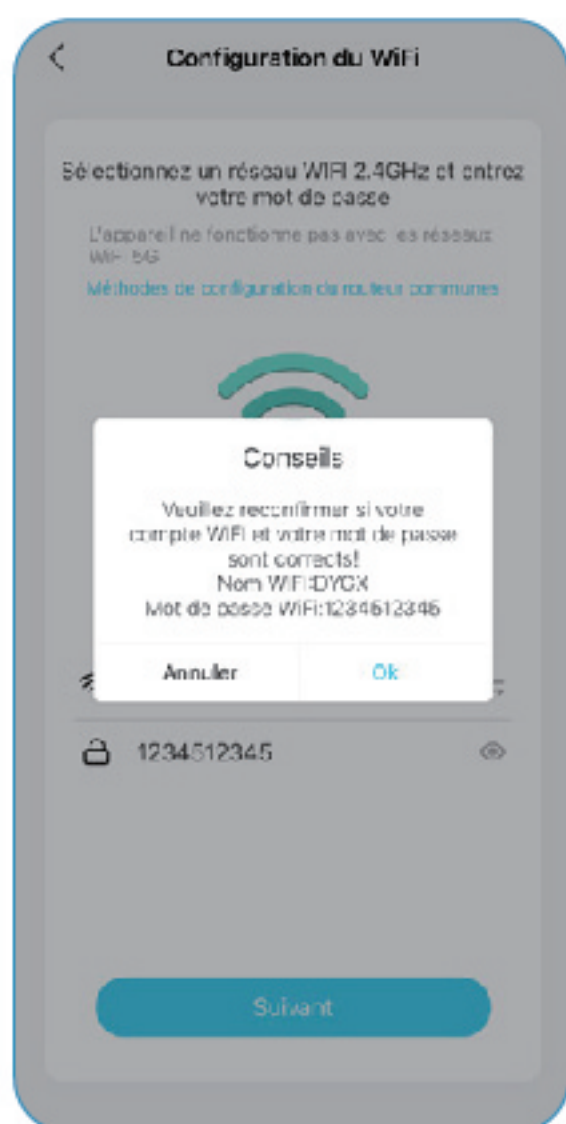 Configuration du WiFi
Sélectionnez un réseau WIFI 2.4GHz et entrez
votre mot de passe
L'appareil ne fonctionne pas avec les réseaux
WiFi 5G
Méthodes de configuration du routeur communes
Conseils
Veuillez reconfirmer si votre
compte WiFi et votre mot de passe
sont corrects!
Nom WiFi:DYGX
Mot de passe WiFi:1234512345
Annuler Ok
1234512345
Suivant